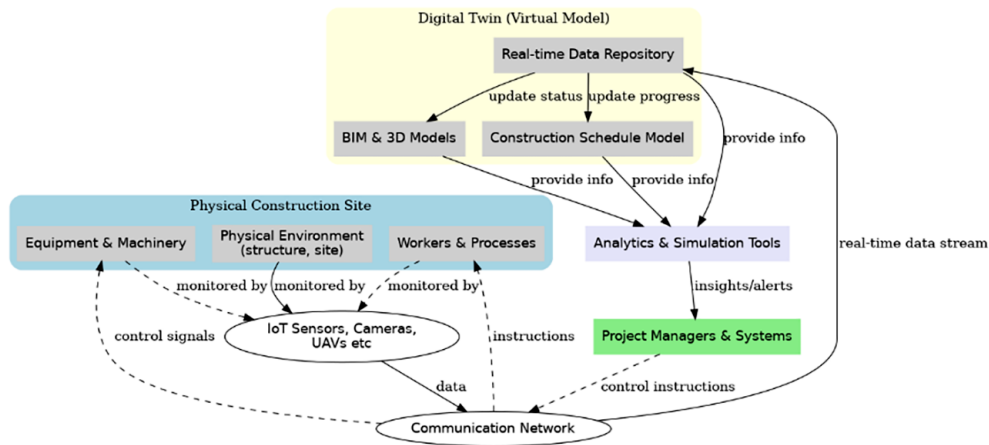 Digital Twin (Virtual Model)
Real-time Data Repository
update status
update progress
BIM & 3D Models
Construction Schedule Model
provide info
provide info
provide info
Physical Construction Site
Equipment & Machinery
Physical Environment
(structure, site)
Workers & Processes
Analytics & Simulation Tools
real-time data stream
monitored by
monitored by
monitored by
insights/alerts
control signals
IoT Sensors, Cameras,
UAVs etc
instructions
Project Managers & Systems
data
control instructions
Communication Network